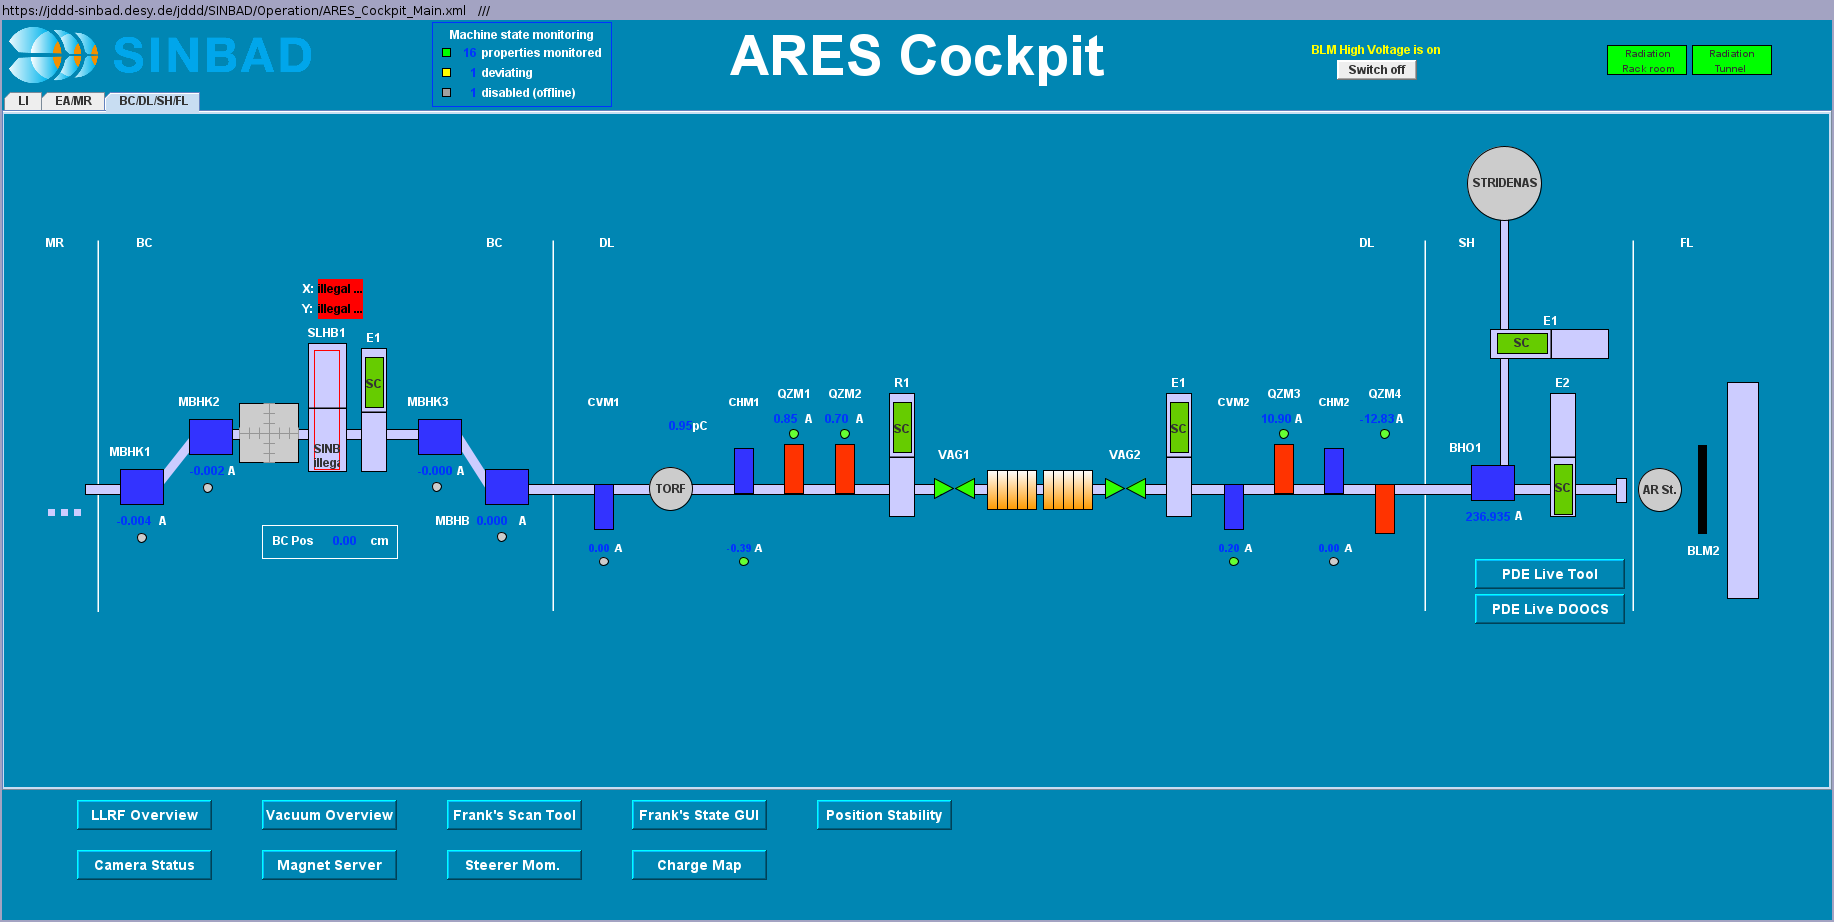 https://jddd-sinbad.desy.de/jddd/SINBAD/Operation/ARES_Cockpit_Main.xml ///
SINBAD
Machine state monitoring
16 properties monitored
1 deviating
1 disabled (offline)
ARES Cockpit
BLM High Voltage is on
Switch off
Radiation
Rack room
Radiation
Tunnel
LI EA/MR BC/DL/SH/FL
STRIDENAS
MR BC BC DL DL SH FL
X: illegal ...
Y: illegal ...
SLHB1 E1
E1
SC
SC
MBHK2 MBHK3
CVM1
0.95pC
CHM1 QZM1 QZM2 R1
0.85 A 0.70 A
SC
E1
SC
CVM2 QZM3 CHM2 QZM4
10.90 A -12.83 A
E2
SC
MBHK1
SINB
illega
-0.002 A
-0.000 A
VAG1 VAG2
BHO1
TORF
AR St.
-0.004 A
MBHB 0.000 A
236.935 A
BC Pos 0.00 cm
0.00 A
-0.39 A
0.20 A
0.00 A
BLM2
PDE Live Tool
PDE Live DOOCS
LLRF Overview Vacuum Overview Frank's Scan Tool Frank's State GUI Position Stability
Camera Status Magnet Server Steerer Mom. Charge Map